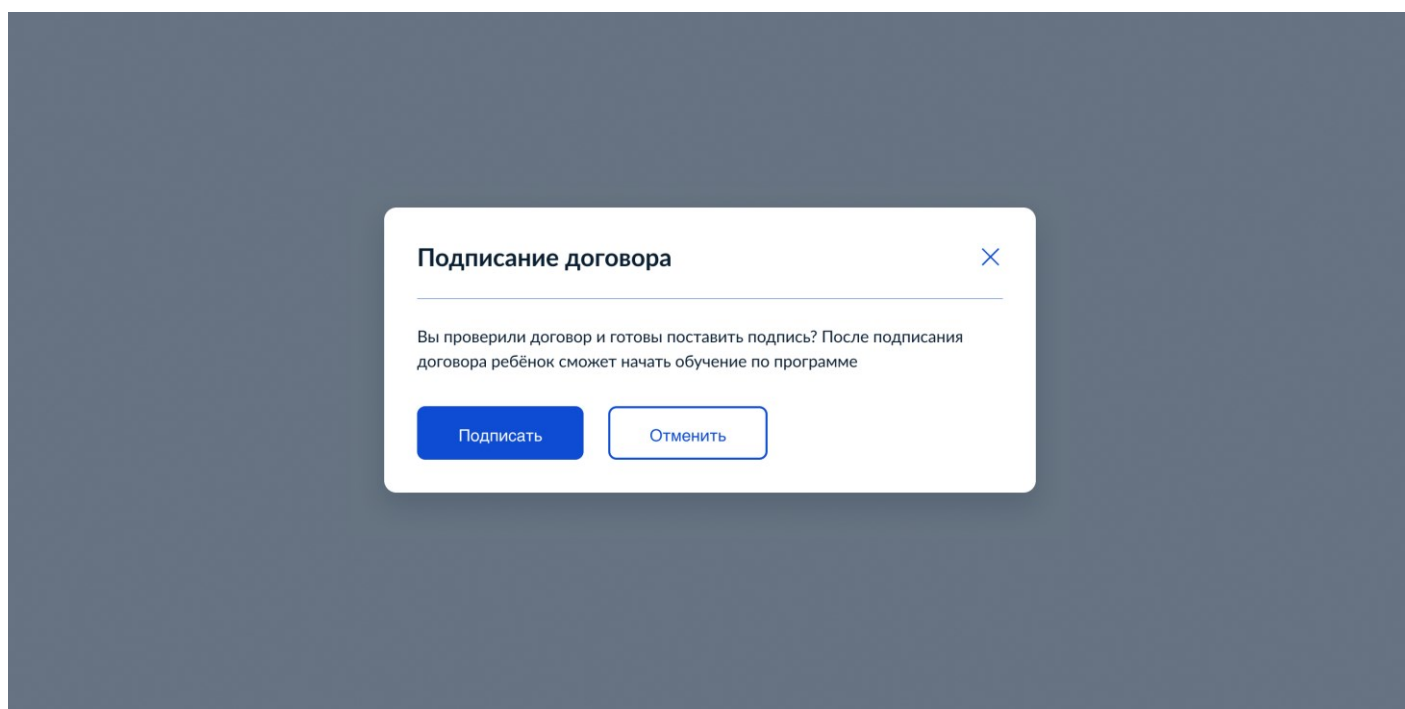 Подписание договора
Вы проверили договор и готовы поставить подпись? После подписания
договора ребёнок сможет начать обучение по программе
Подписать
Отменить